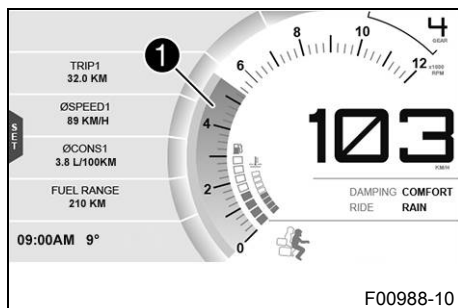 TRIP1
32.0 KM
ØSPEED1
89 KM/H
ØCONS1
3.8 L/100KM
FUEL RANGE
210 KM
09:00AM 9°
SET
1
0
2
4
6
8
10
12
x1000
RPM
4
GEAR
103
KM/H
DAMPING COMFORT
RIDE RAIN
F00988-10